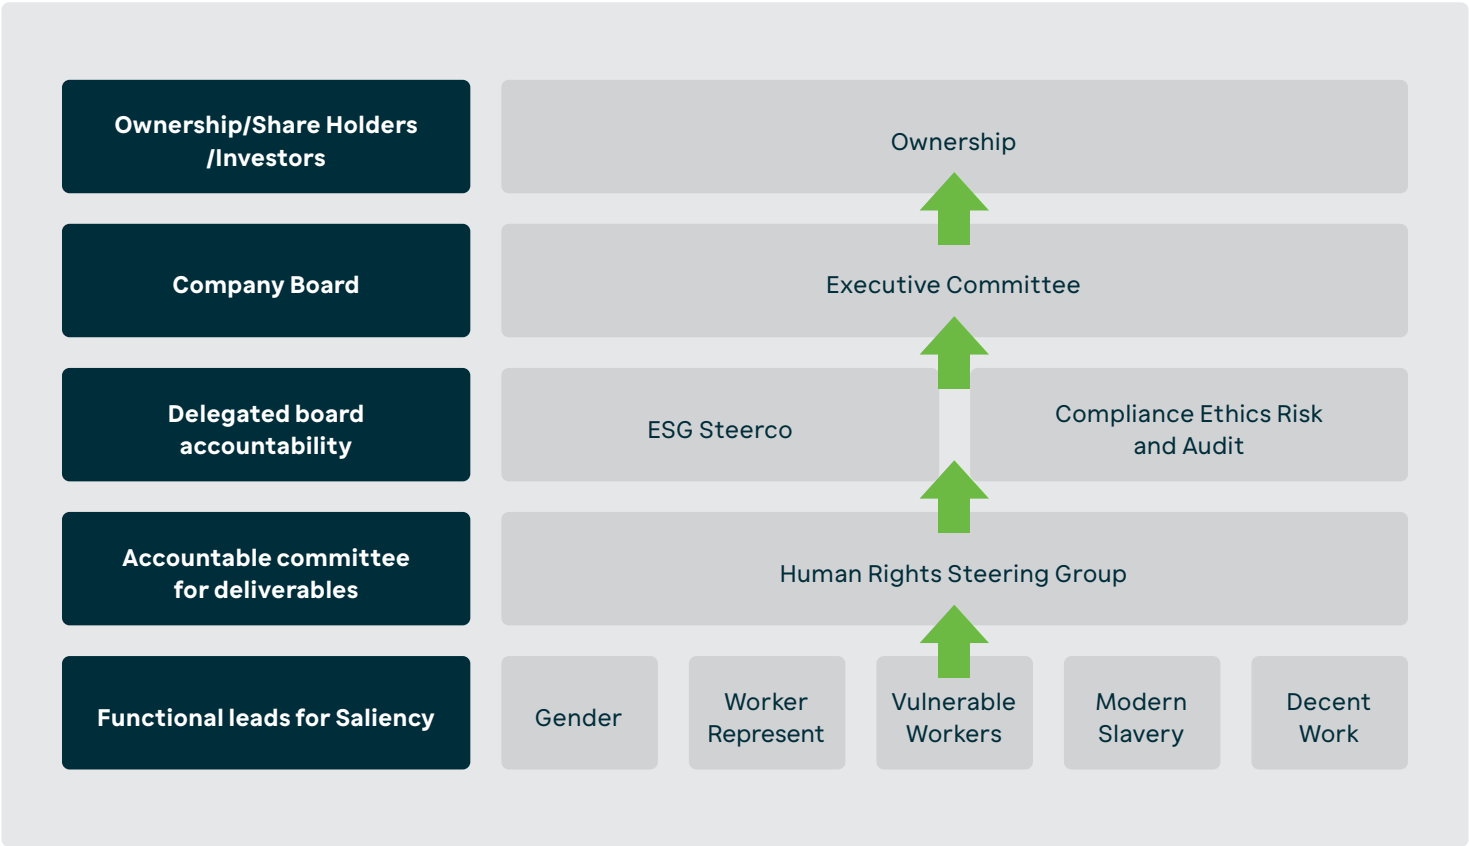 Ownership/Share Holders
/Investors
Ownership
Company Board
Executive Committee
Delegated board
accountability
ESG Steerco
Compliance Ethics Risk
and Audit
Accountable committee
for deliverables
Human Rights Steering Group
Functional leads for Saliency
Gender
Worker
Represent
Vulnerable
Workers
Modern
Slavery
Decent
Work